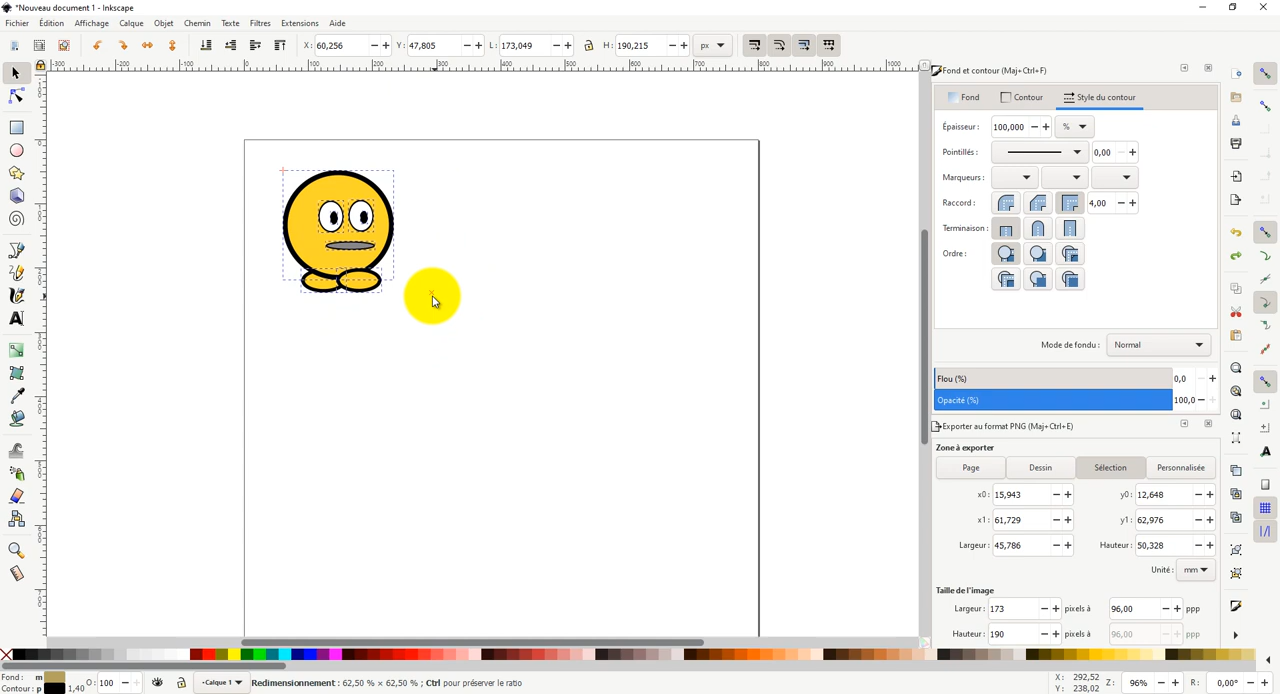 *Nouveau document 1 - Inkscape
Fichier Édition Affichage Calque Objet Chemin Texte Filtres Extensions Aide
X: 60,256 Y: 47,805 L: 173,049 H: 190,215 px
Fond et contour (Maj+Ctrl+F)
Fond Contour Style du contour
Épaisseur: 100,000 %
Pointillés: 0,00
Marqueurs:
Raccord: 4,00
Terminaison:
Ordre:
Mode de fondu: Normal
Flou (%) 0,0
Opacité (%) 100,0
Exporter au format PNG (Maj+Ctrl+E)
Zone à exporter
Page Dessin Sélection Personnalisée
x0: 15,943 y0: 12,648
x1: 61,729 y1: 62,976
Largeur: 45,786 Hauteur: 50,328
Unité: mm
Taille de l'image
Largeur: 173 pixels à 96,00 ppp
Hauteur: 190 pixels à 96,00 ppp
Fond: m O: 100 Calque 1 Redimensionnement : 62,50 % × 62,50 % ; Ctrl pour préserver le ratio X: 292,52 Z: 96% R: 0,00°
Contour: p 1,40 Y: 238,02